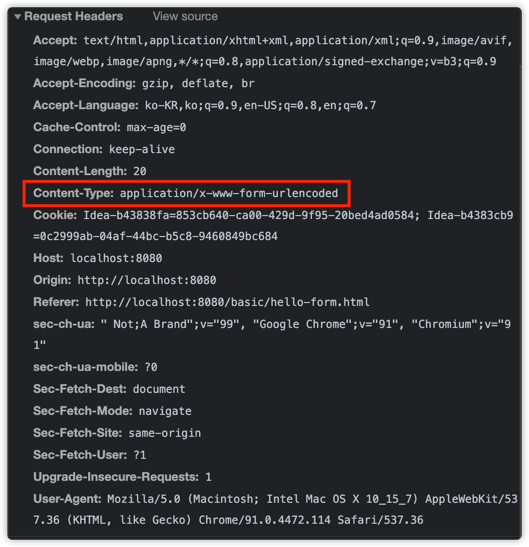 Request Headers View source
Accept: text/html,application/xhtml+xml,application/xml;q=0.9,image/avif,
image/webp,image/apng,*/*;q=0.8,application/signed-exchange;v=b3;q=0.9
Accept-Encoding: gzip, deflate, br
Accept-Language: ko-KR,ko;q=0.9,en-US;q=0.8,en;q=0.7
Cache-Control: max-age=0
Connection: keep-alive
Content-Length: 20
Content-Type: application/x-www-form-urlencoded
Cookie: Idea-b43838fa=853cb640-ca00-429d-9f95-20bed4ad0584; Idea-b4383cb9
=0c2999ab-04af-44bc-b5c8-9460849bc684
Host: localhost:8080
Origin: http://localhost:8080
Referer: http://localhost:8080/basic/hello-form.html
sec-ch-ua: " Not;A Brand";v="99", "Google Chrome";v="91", "Chromium";v="9
1"
sec-ch-ua-mobile: ?0
Sec-Fetch-Dest: document
Sec-Fetch-Mode: navigate
Sec-Fetch-Site: same-origin
Sec-Fetch-User: ?1
Upgrade-Insecure-Requests: 1
User-Agent: Mozilla/5.0 (Macintosh; Intel Mac OS X 10_15_7) AppleWebKit/53
7.36 (KHTML, like Gecko) Chrome/91.0.4472.114 Safari/537.36